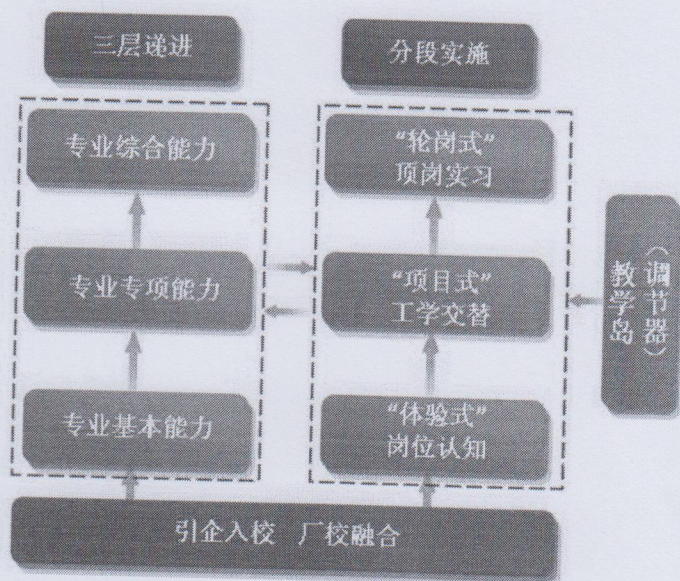 三层递进
分段实施
专业综合能力
“轮岗式”
顶岗实习
专业专项能力
“项目式”
工学交替
专业基本能力
“体验式”
岗位认知
教学岛
（调节器）
引企入校 厂校融合